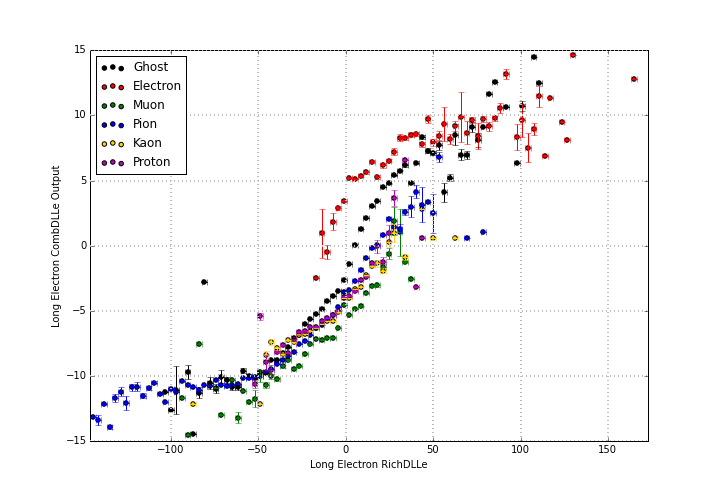 15
10
5
0
−5
−10
−15
−100
−50
0
50
100
150
Long Electron CombDLLe Output
Long Electron RichDLLe
Ghost
Electron
Muon
Pion
Kaon
Proton